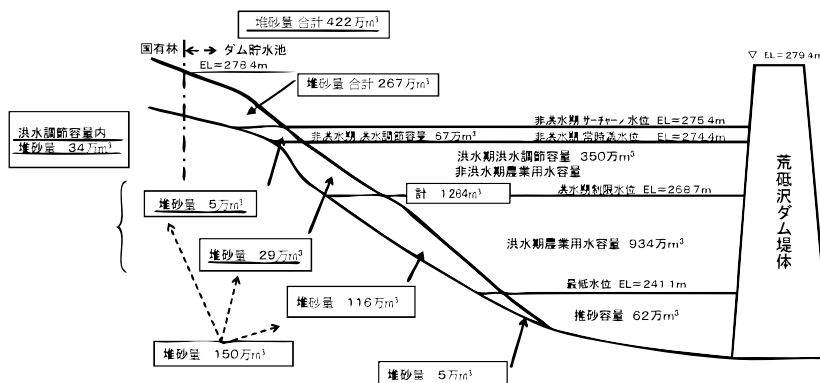 堆砂量 合計 422万m³
国有林
ダム貯水池
EL=278.4m
堆砂量 合計 267万m³
▽ EL=279.4m
非洪水期 サーチャージ水位 EL=275.4m
洪水調節容量内
堆砂量 34万m³
非洪水期 洪水調節容量 67万m³
非洪水期 常時満水位 EL=274.4m
洪水期洪水調節容量 350万m³
非洪水期農業用水容量
計 1284万m³
洪水期制限水位 EL=268.7m
堆砂量 5万m³
荒砥沢ダム堤体
洪水期農業用水容量 934万m³
堆砂量 29万m³
最低水位 EL=241.1m
堆砂量 116万m³
堆砂容量 62万m³
堆砂量 150万m³
堆砂量 5万m³